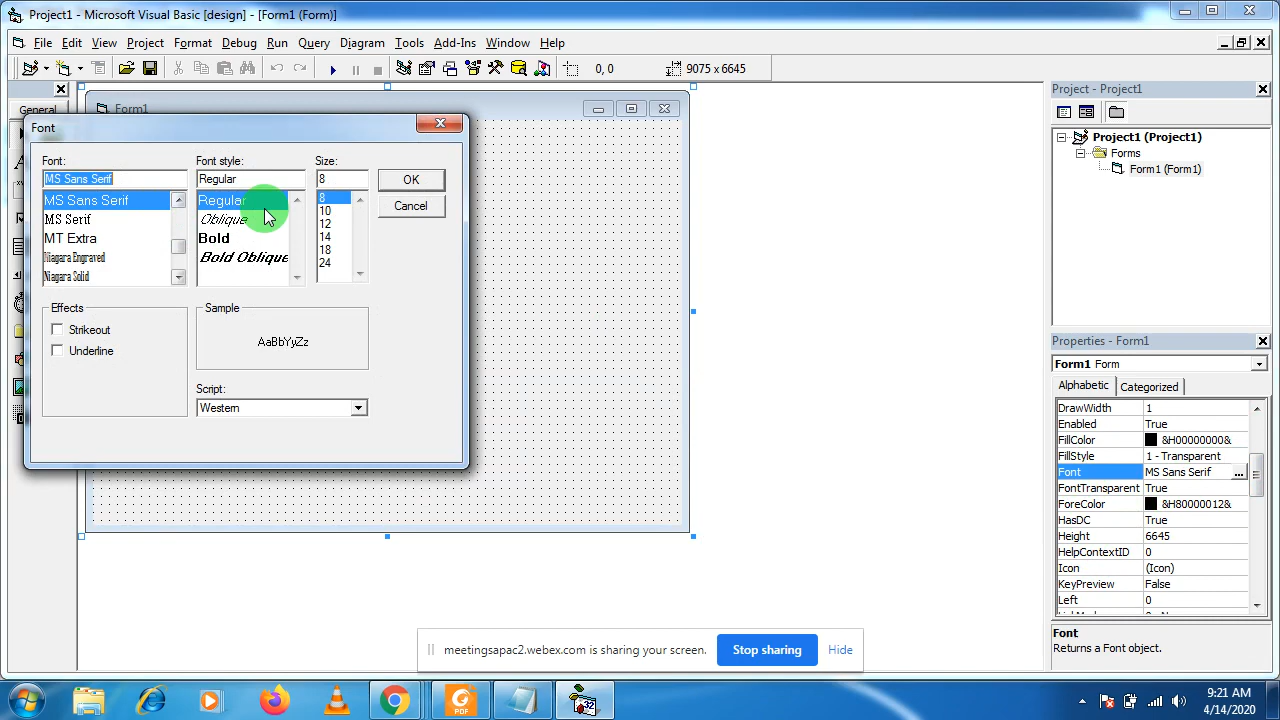 Project1 - Microsoft Visual Basic [design] - [Form1 (Form)]
File Edit View Project Format Debug Run Query Diagram Tools Add-Ins Window Help
0, 0
9075 x 6645
General
Form1
Font
Font:
Font style:
Size:
MS Sans Serif
Regular
8
OK
Cancel
MS Sans Serif
MS Serif
MT Extra
Niagara Engraved
Niagara Solid
Regular
Oblique
Bold
Bold Oblique
8
10
12
14
18
24
Effects
Strikeout
Underline
Sample
AaBbYyZz
Script:
Western
Project - Project1
Project1 (Project1)
Forms
Form1 (Form1)
Properties - Form1
Form1 Form
Alphabetic Categorized
DrawWidth 1
Enabled True
FillColor &H00000000&
FillStyle 1 - Transparent
Font MS Sans Serif ...
FontTransparent True
ForeColor &H80000012&
HasDC True
Height 6645
HelpContextID 0
Icon (Icon)
KeyPreview False
Left 0
Font
Returns a Font object.
meetingsapac2.webex.com is sharing your screen. Stop sharing Hide
PDF
9:21 AM
4/14/2020